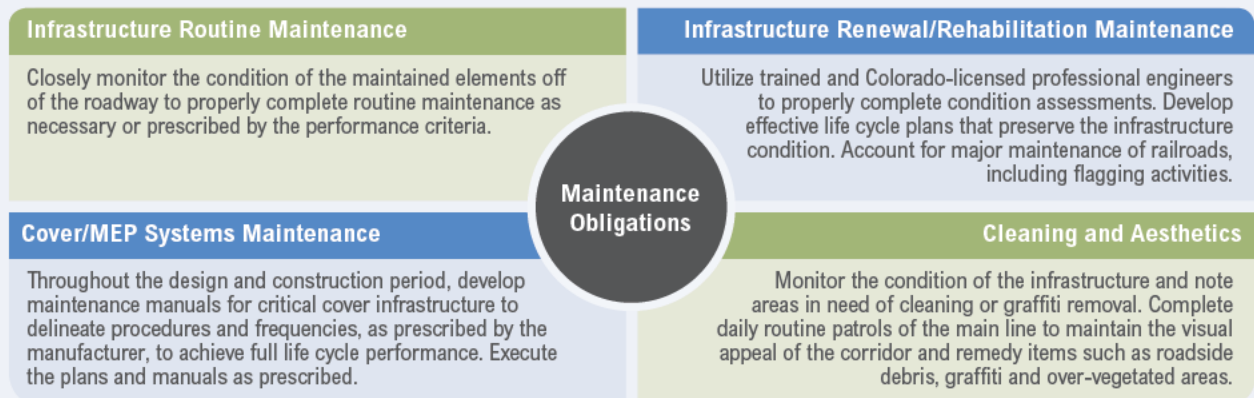 Infrastructure Routine Maintenance
Closely monitor the condition of the maintained elements off
of the roadway to properly complete routine maintenance as
necessary or prescribed by the performance criteria.
Infrastructure Renewal/Rehabilitation Maintenance
Utilize trained and Colorado-licensed professional engineers
to properly complete condition assessments. Develop
effective life cycle plans that preserve the infrastructure
condition. Account for major maintenance of railroads,
including flagging activities.
Maintenance
Obligations
Cover/MEP Systems Maintenance
Throughout the design and construction period, develop
maintenance manuals for critical cover infrastructure to
delineate procedures and frequencies, as prescribed by the
manufacturer, to achieve full life cycle performance. Execute
the plans and manuals as prescribed.
Cleaning and Aesthetics
Monitor the condition of the infrastructure and note
areas in need of cleaning or graffiti removal. Complete
daily routine patrols of the main line to maintain the visual
appeal of the corridor and remedy items such as roadside
debris, graffiti and over-vegetated areas.